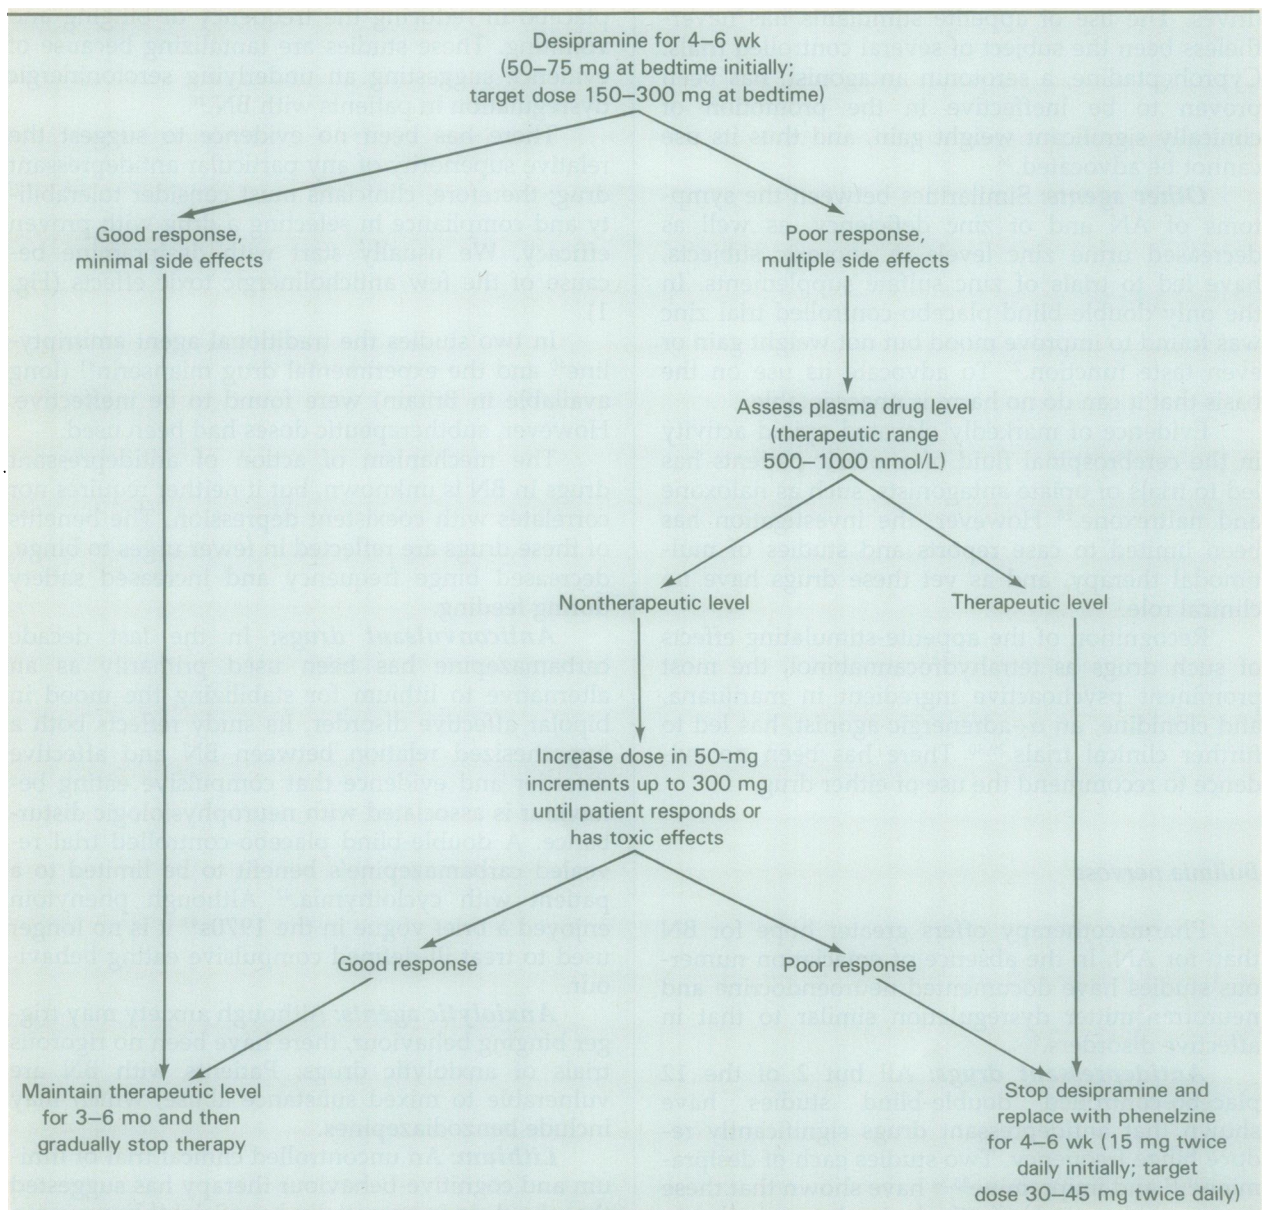 Desipramine for 4–6 wk
(50–75 mg at bedtime initially;
target dose 150–300 mg at bedtime)
Good response,
minimal side effects
Poor response,
multiple side effects
Assess plasma drug level
(therapeutic range
500–1000 nmol/L)
Nontherapeutic level
Therapeutic level
Increase dose in 50-mg
increments up to 300 mg
until patient responds or
has toxic effects
Good response
Poor response
Maintain therapeutic level
for 3–6 mo and then
gradually stop therapy
Stop desipramine and
replace with phenelzine
for 4–6 wk (15 mg twice
daily initially; target
dose 30–45 mg twice daily)